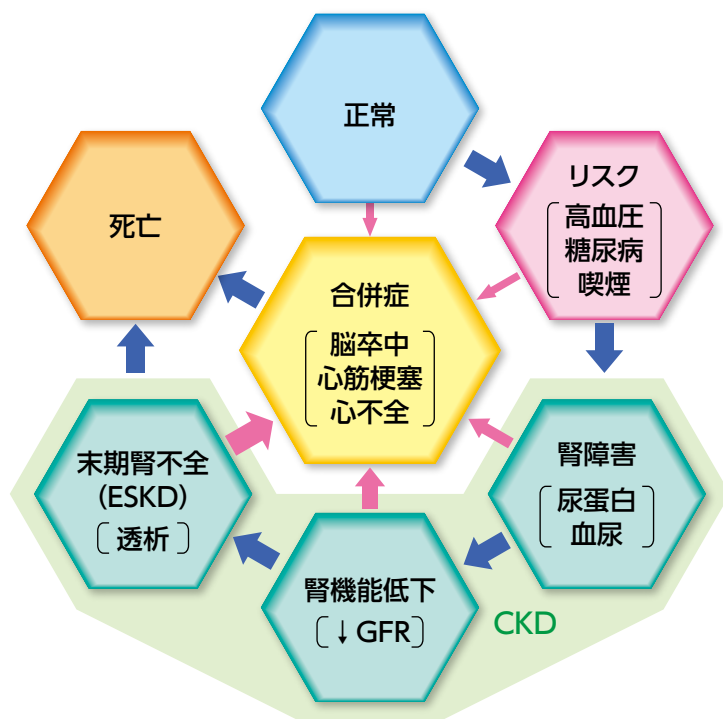 正常
リスク
高血圧
糖尿病
喫煙
死亡
合併症
脳卒中
心筋梗塞
心不全
末期腎不全
(ESKD)
[透析]
腎障害
尿蛋白
血尿
腎機能低下
[↓GFR]
CKD